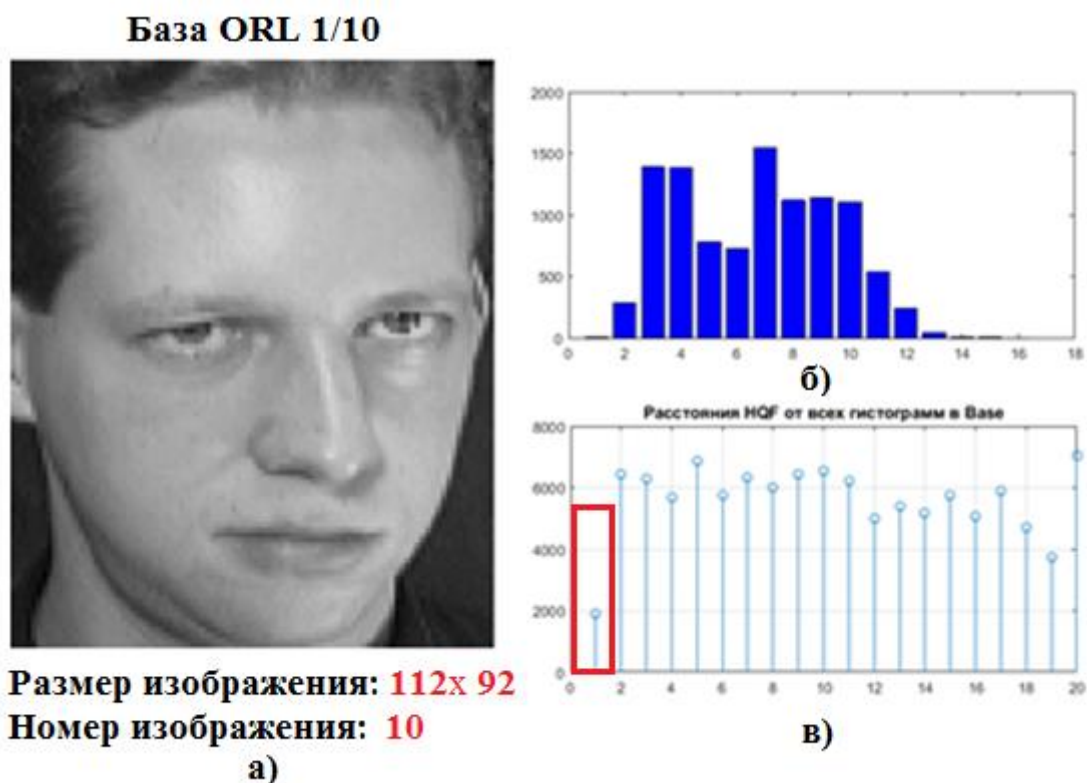 База ORL 1/10
2000
1500
1000
500
0
0 2 4 6 8 10 12 14 16 18
б)
Расстояния HQF от всех гистограмм в Base
8000
6000
4000
2000
0
0 2 4 6 8 10 12 14 16 18 20
в)
Размер изображения: 112х 92
Номер изображения: 10
а)